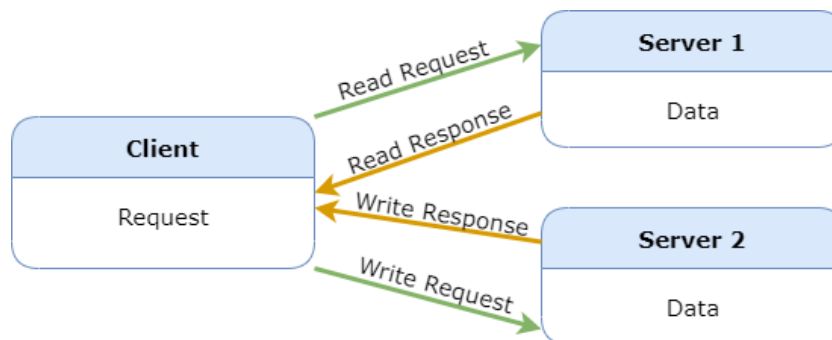 Server 1
Read Request
Data
Client
Read Response
Request
Write Response
Server 2
Write Request
Data